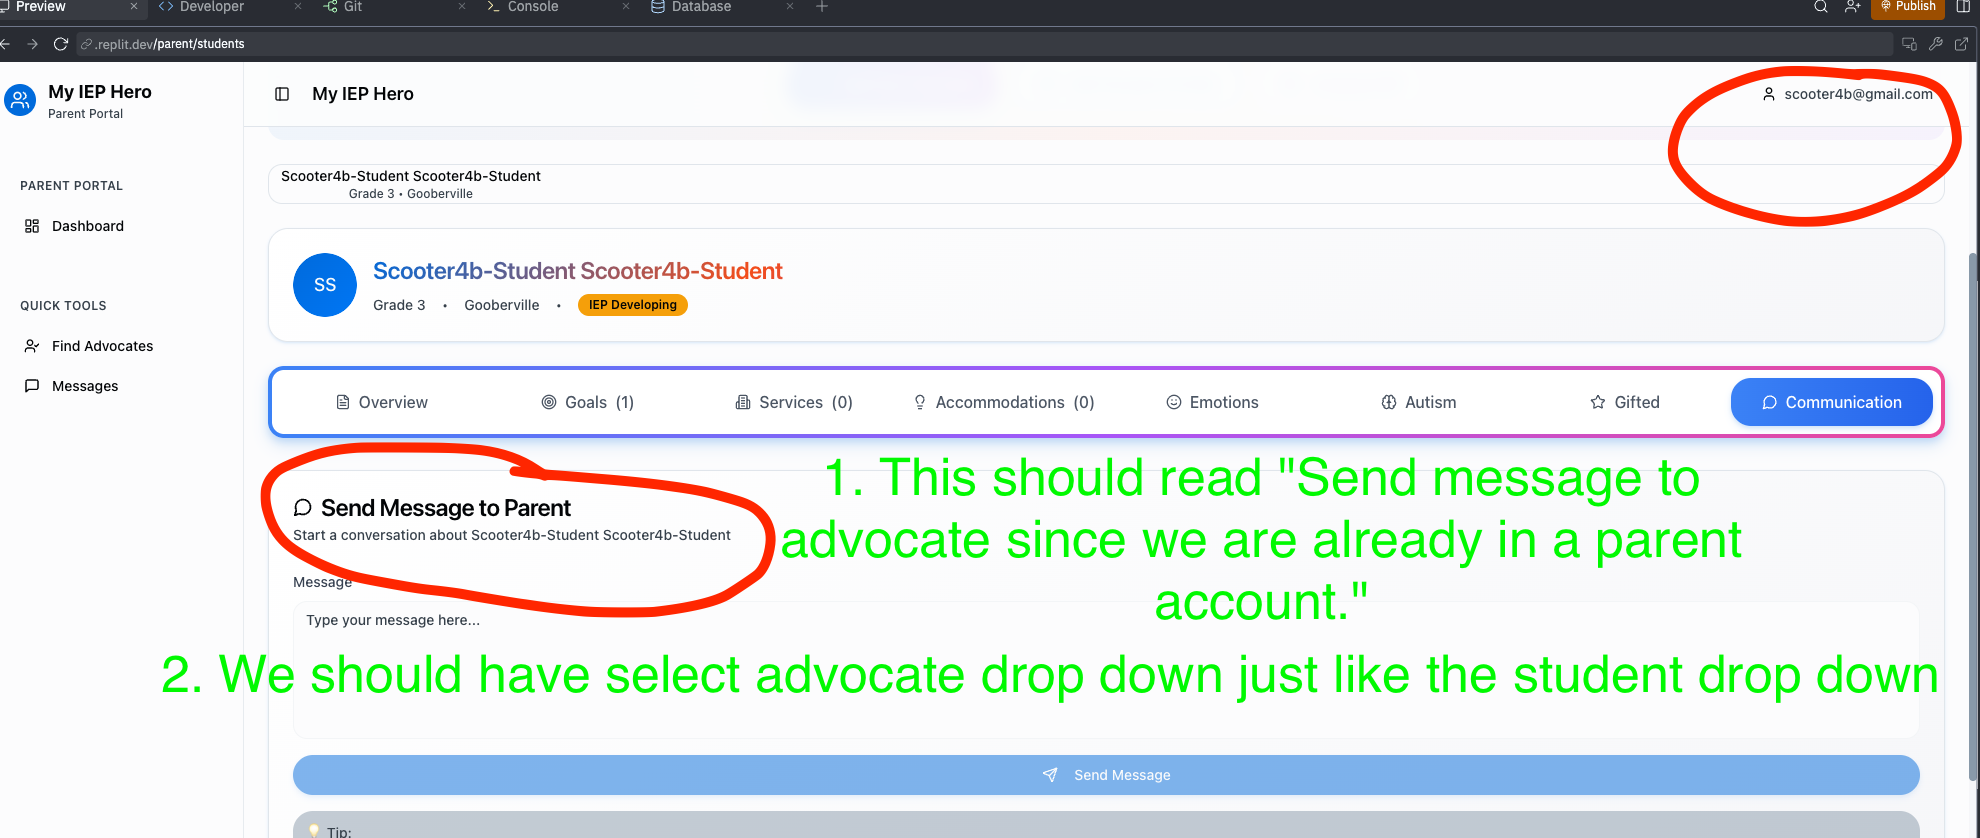 Preview
Developer
Git
Console
Database
Publish
.replit.dev/parent/students
My IEP Hero
Parent Portal
My IEP Hero
scooter4b@gmail.com
PARENT PORTAL
Dashboard
QUICK TOOLS
Find Advocates
Messages
Scooter4b-Student Scooter4b-Student
Grade 3 • Gooberville
SS
Scooter4b-Student Scooter4b-Student
Grade 3 • Gooberville • IEP Developing
Overview
Goals (1)
Services (0)
Accommodations (0)
Emotions
Autism
Gifted
Communication
Send Message to Parent
Start a conversation about Scooter4b-Student Scooter4b-Student
1. This should read "Send message to
advocate since we are already in a parent
account."
Message
Type your message here...
2. We should have select advocate drop down just like the student drop down
Send Message
Tip: